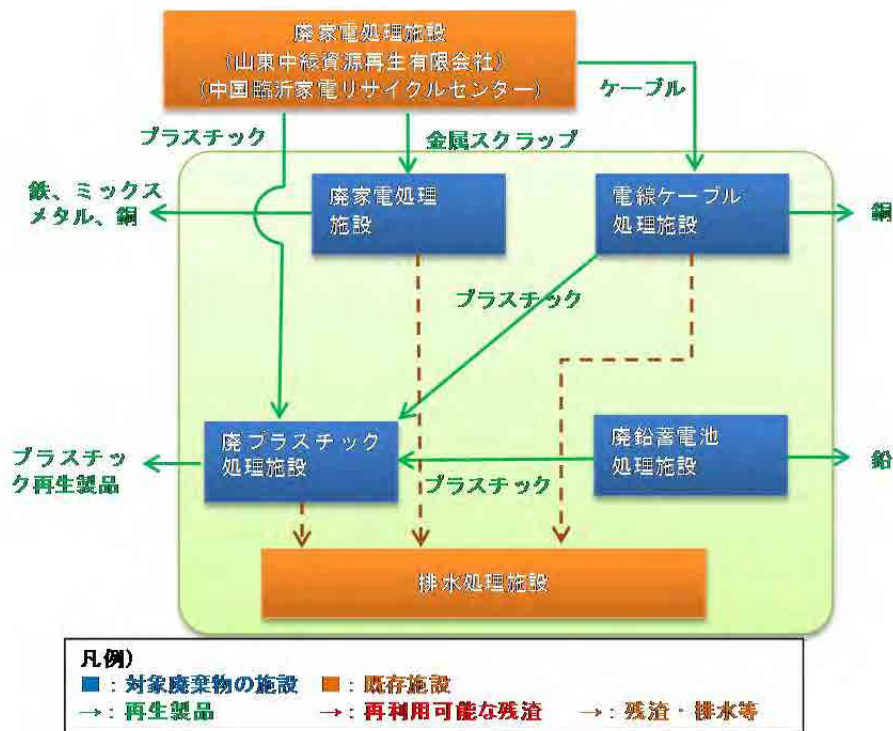 廃家電処理施設
(山東中緑資源再生有限会社)
(中国臨沂家電リサイクルセンター)
ケーブル
プラスチック
金属スクラップ
鉄、ミックス
メタル、銅
廃家電処理
施設
電線ケーブル
処理施設
銅
プラスチック
廃プラスチック
処理施設
廃鉛蓄電池
処理施設
プラスチッ
ク再生製品
プラスチック
鉛
排水処理施設
凡例)
■:対象廃棄物の施設 ■:既存施設
→:再生製品 →:再利用可能な残渣 →:残渣・排水等